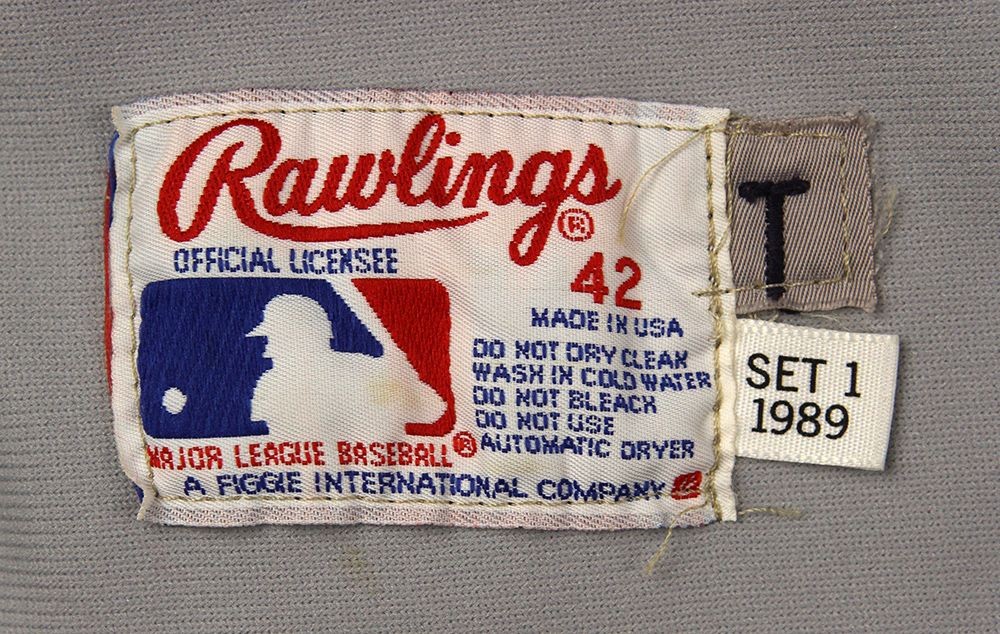 Rawlings®
OFFICIAL LICENSEE
42
MADE IN USA
DO NOT DRY CLEAN
WASH IN COLD WATER
DO NOT BLEACH
DO NOT USE
AUTOMATIC DRYER
MAJOR LEAGUE BASEBALL®
A FIGGIE INTERNATIONAL COMPANY
T
SET 1
1989